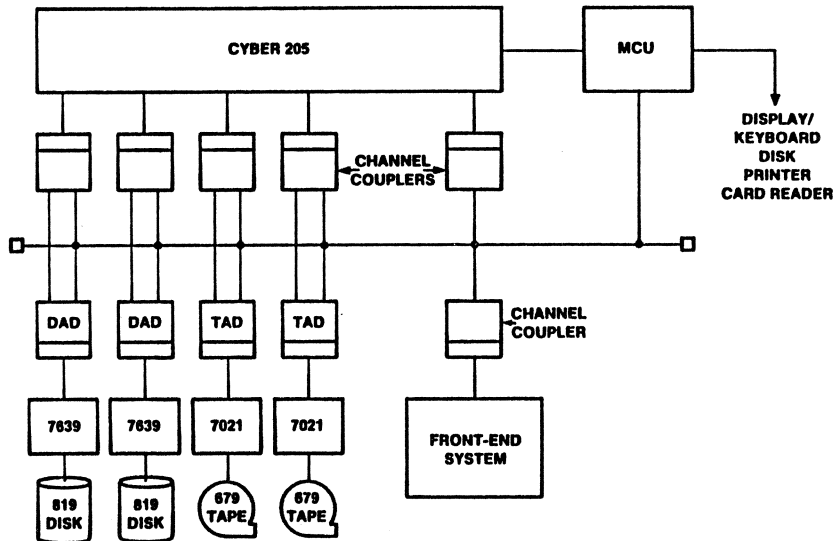 CYBER 205
MCU
DISPLAY/
KEYBOARD
DISK
PRINTER
CARD READER
CHANNEL
COUPLERS
DAD
DAD
TAD
TAD
CHANNEL
COUPLER
7639
7639
7021
7021
FRONT-END
SYSTEM
819
DISK
819
DISK
679
TAPE
679
TAPE